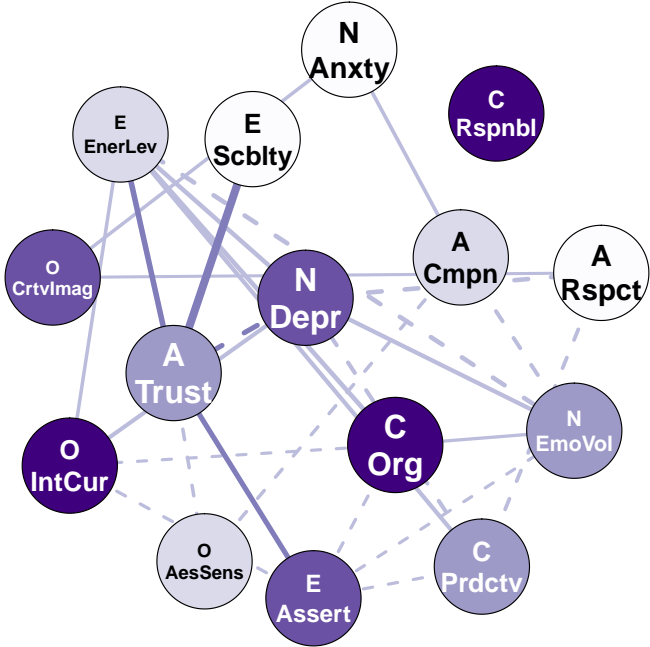 N
Anxty
C
Rspnbl
E
EnerLev
E
Scblty
A
Cmpn
A
Rspct
O
CrtvImag
N
Depr
A
Trust
N
EmoVol
C
Org
O
IntCur
O
AesSens
C
Prdctv
E
Assert